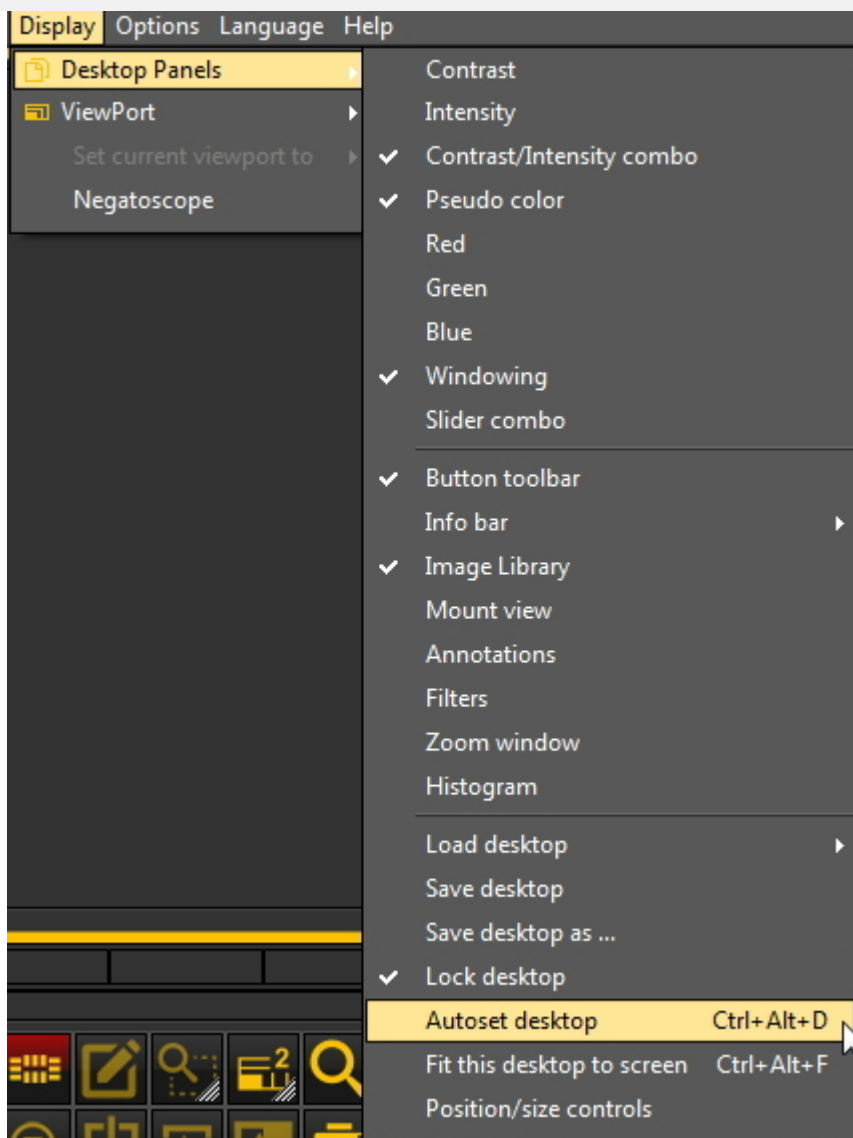 Display Options Language Help
Desktop Panels
ViewPort
Set current viewport to
Negatoscope
Contrast
Intensity
Contrast/Intensity combo
Pseudo color
Red
Green
Blue
Windowing
Slider combo
Button toolbar
Info bar
Image Library
Mount view
Annotations
Filters
Zoom window
Histogram
Load desktop
Save desktop
Save desktop as ...
Lock desktop
Autoset desktop Ctrl+Alt+D
Fit this desktop to screen Ctrl+Alt+F
Position/size controls
2